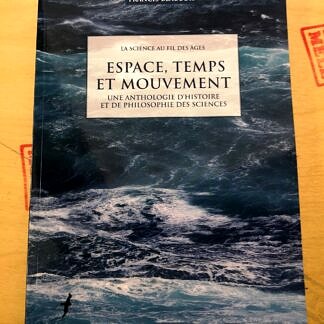 LA SCIENCE AU FIL DES ÂGES
ESPACE, TEMPS
ET MOUVEMENT
UNE ANTHOLOGIE D'HISTOIRE
ET DE PHILOSOPHIE DES SCIENCES